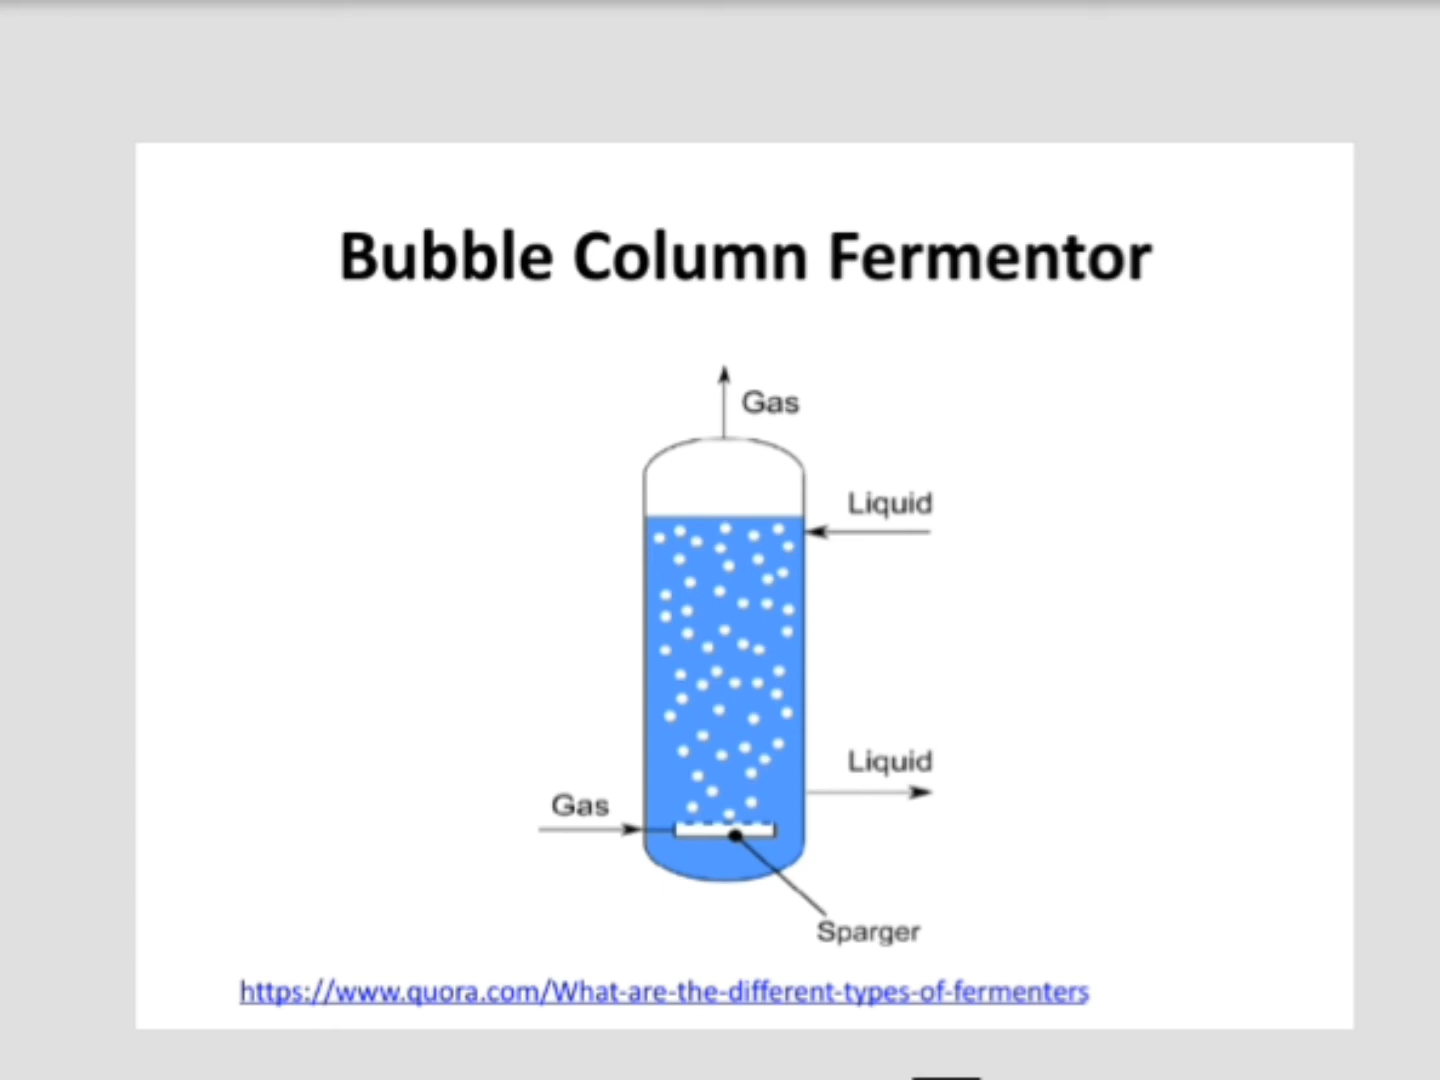 Bubble Column Fermentor
Gas
Liquid
Liquid
Gas
Sparger
https://www.quora.com/What-are-the-different-types-of-fermenters